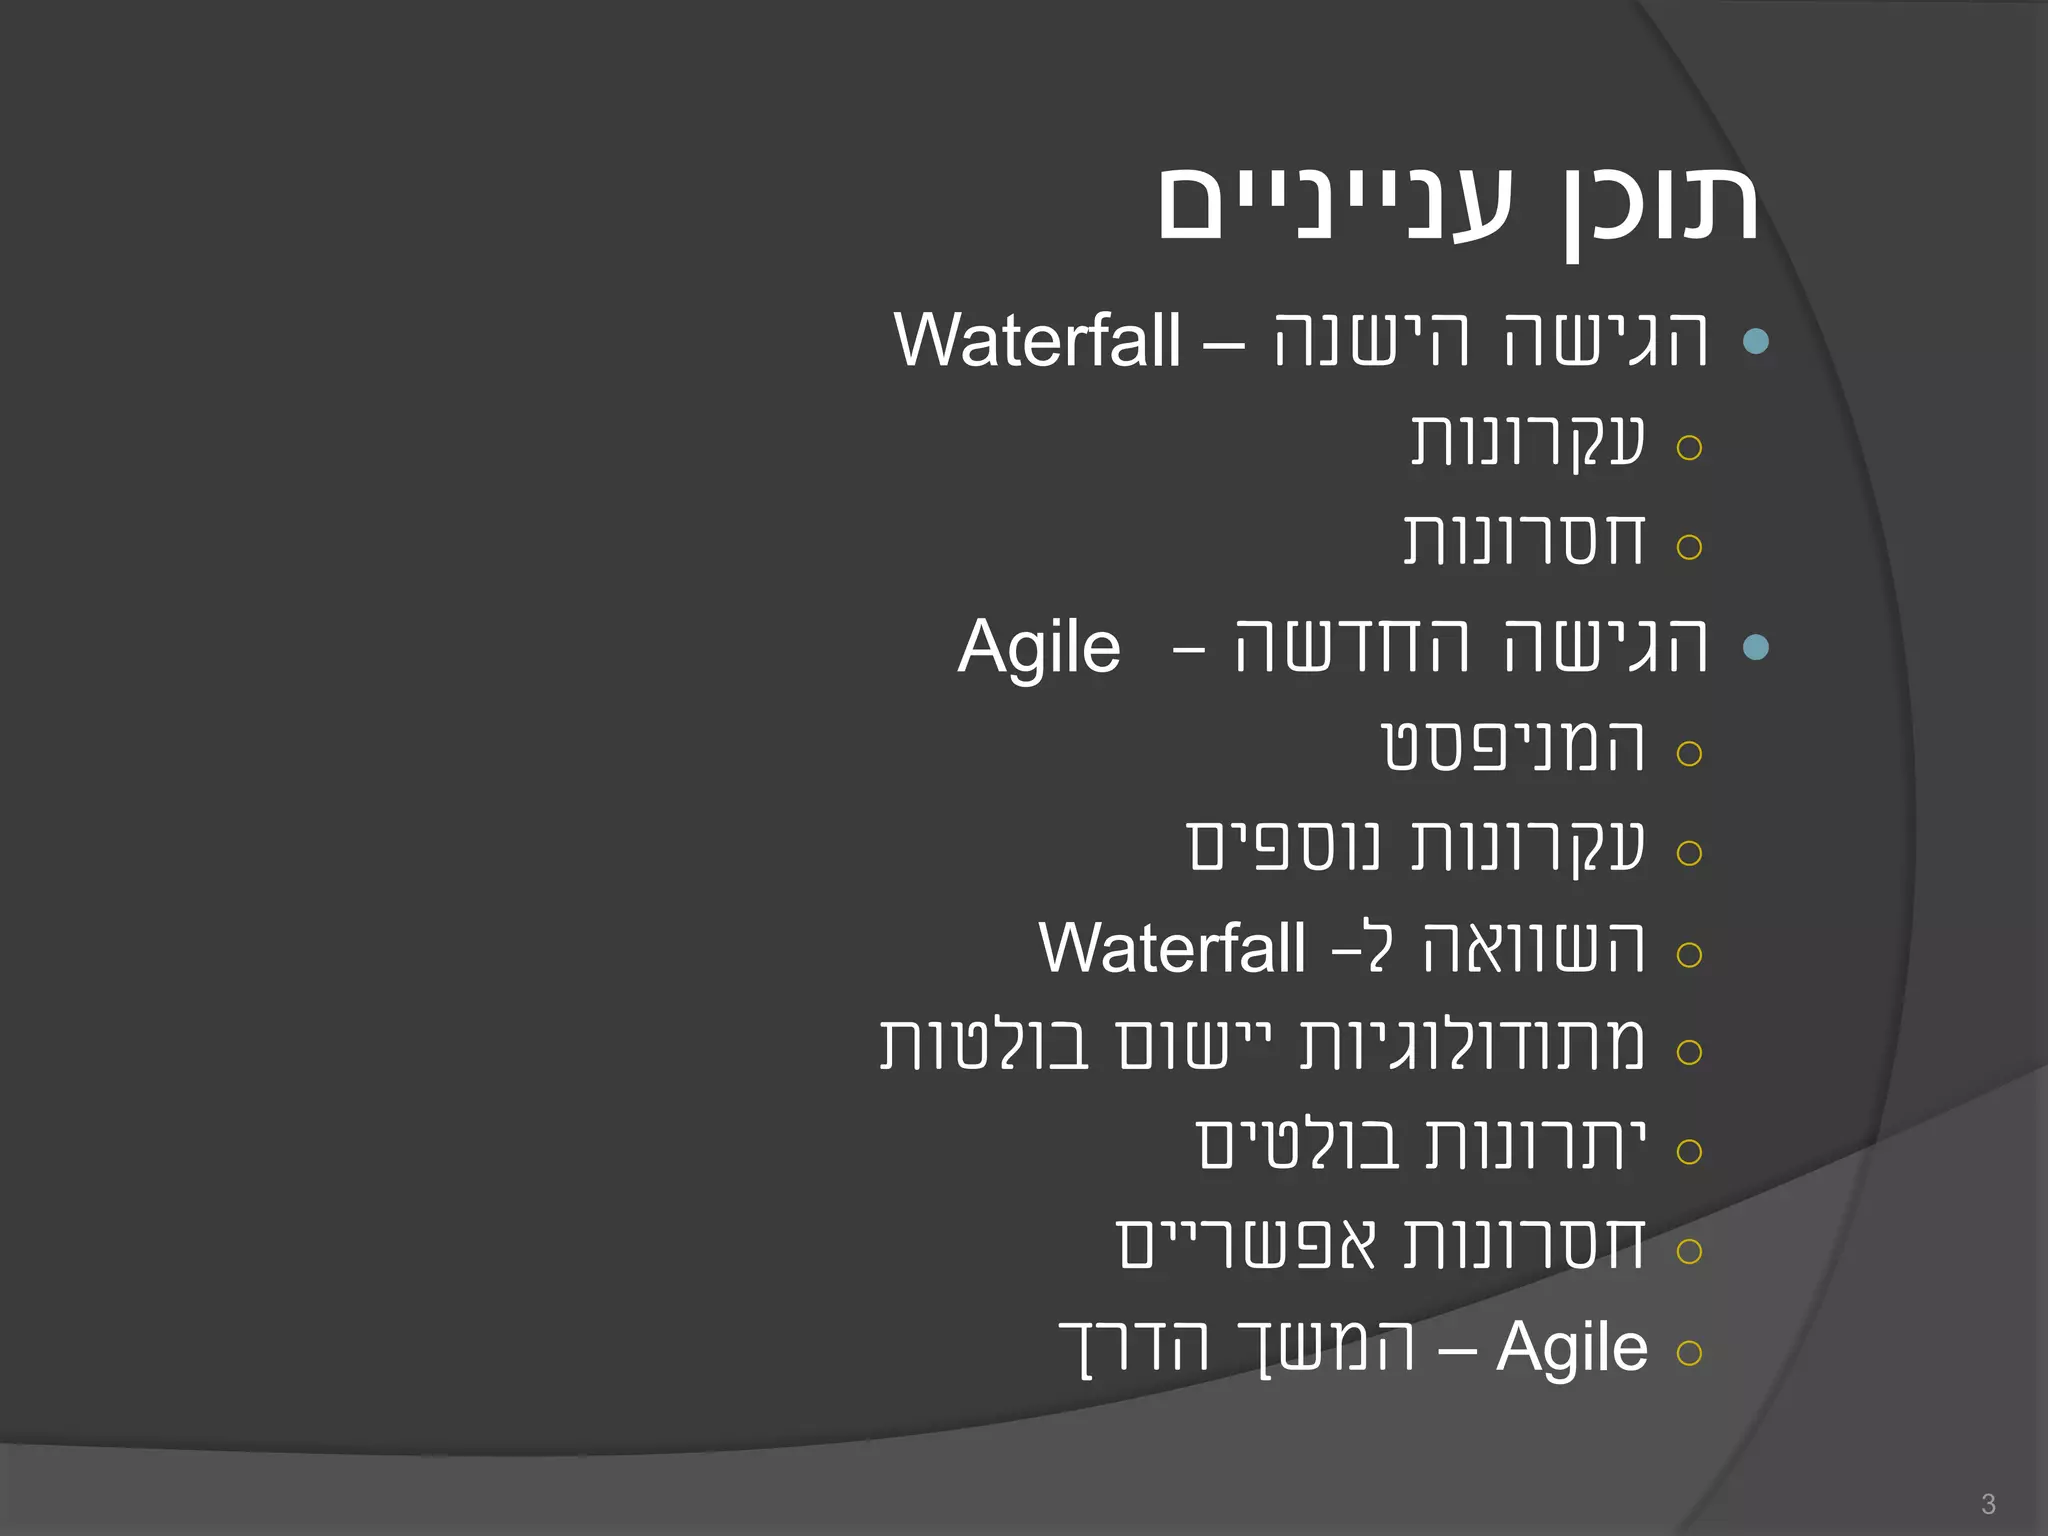 תוכן ענייניים
הגישה הישנה – Waterfall
עקרונות
חסרונות
הגישה החדשה - Agile
המניפסט
עקרונות נוספים
השוואה ל- Waterfall
מתודולוגיות יישום בולטות
יתרונות בולטים
חסרונות אפשריים
Agile – המשך הדרך
3